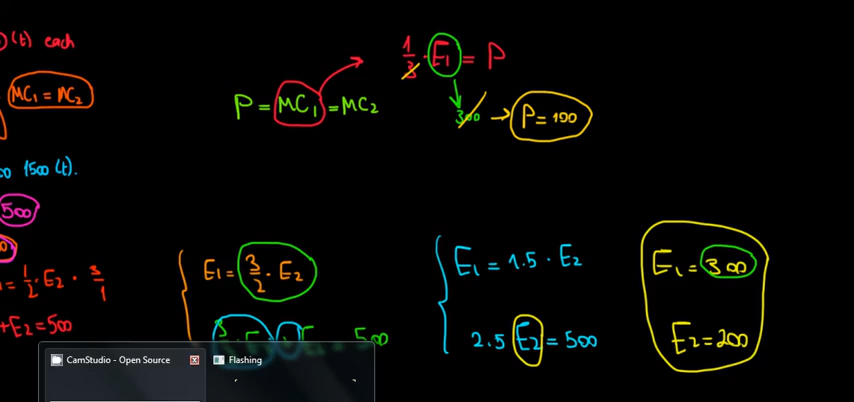 (t) each
MC₁ = MC₂
1500 (t).
500
1/2 · E₂ · 3/1
+E₂ = 500
P = MC₁ = MC₂
1/3 · E₁ = P
300 → P = 100
E₁ = 3/2 · E₂
= 500
E₁ = 1.5 · E₂
2.5 E₂ = 500
E₁ = 300
E₂ = 200
CamStudio - Open Source
Flashing